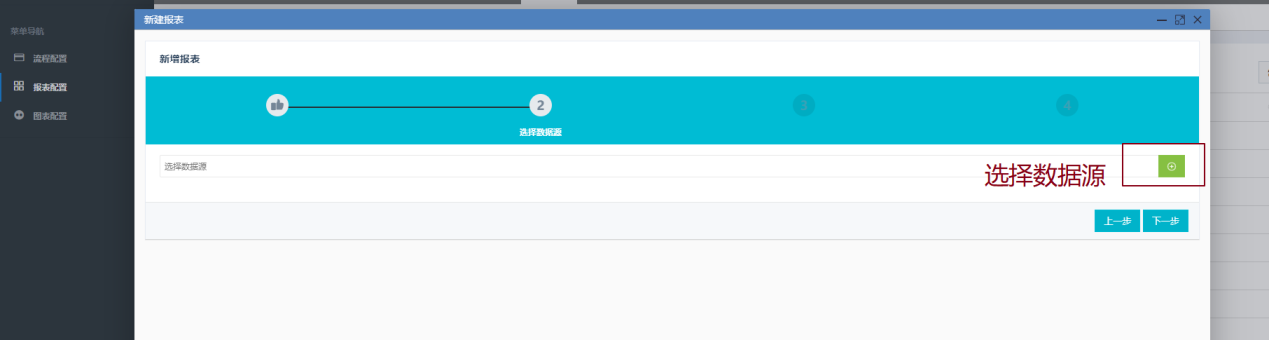 新建报表
菜单导航
新增报表
流程配置
报表配置
2
3
4
图表配置
选择数据源
选择数据源
选择数据源
上一步
下一步